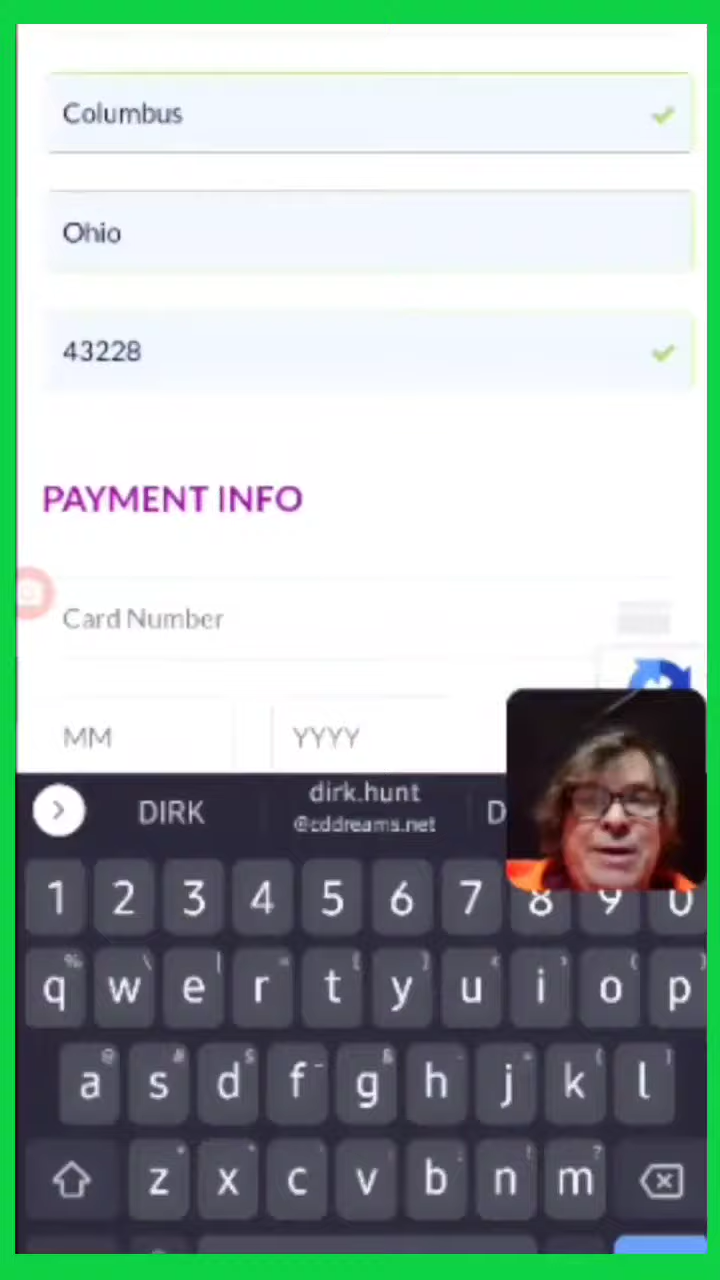 Columbus
Ohio
43228
PAYMENT INFO
Card Number
MM YYYY
DIRK dirk.hunt D
@cddreams.net
1 2 3 4 5 6 7 8 9 0
q w e r t y u i o p
a s d f g h j k l
z x c v b n m